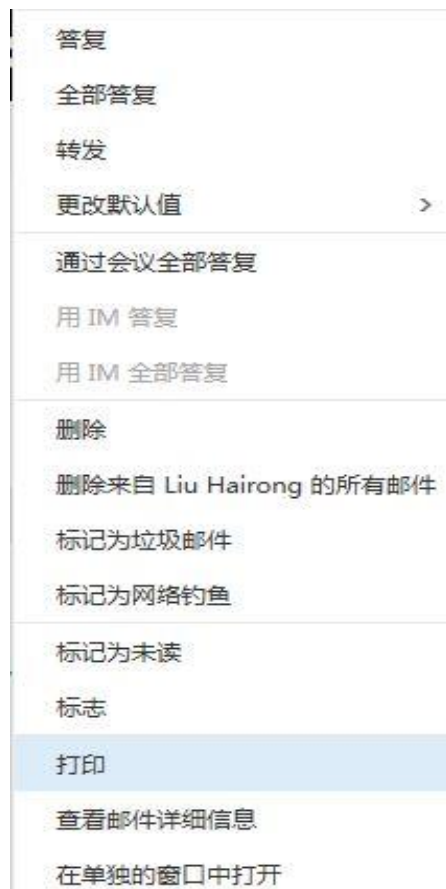 答复
全部答复
转发
更改默认值
通过会议全部答复
用 IM 答复
用 IM 全部答复
删除
删除来自 Liu Hairong 的所有邮件
标记为垃圾邮件
标记为网络钓鱼
标记为未读
标志
打印
查看邮件详细信息
在单独的窗口中打开